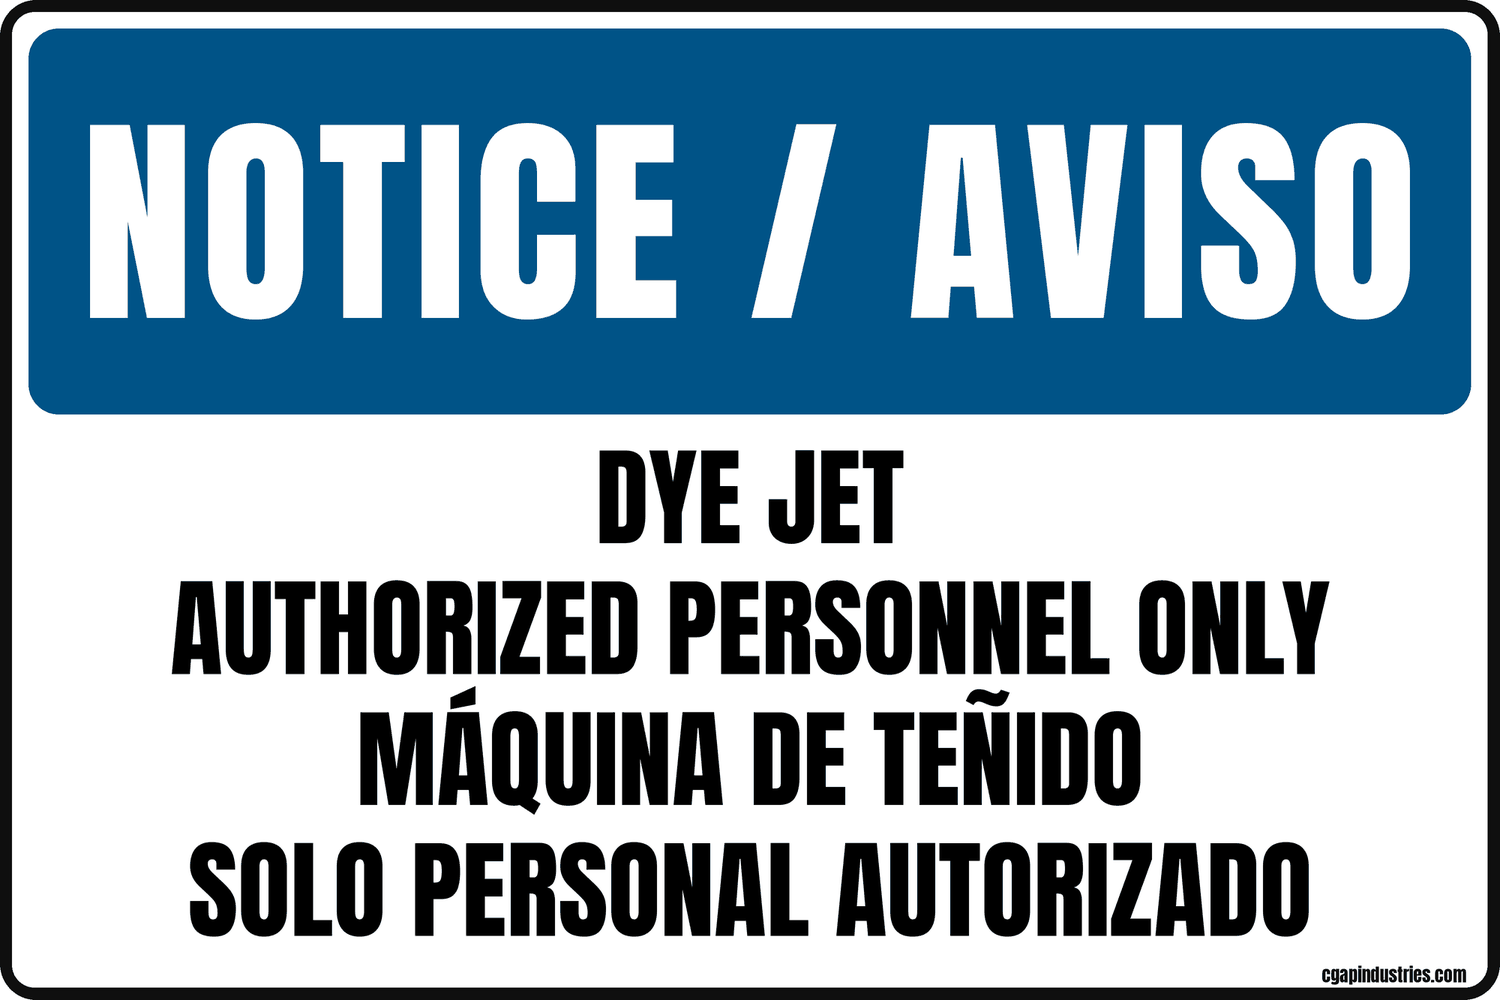 NOTICE / AVISO
DYE JET
AUTHORIZED PERSONNEL ONLY
MÁQUINA DE TEÑIDO
SOLO PERSONAL AUTORIZADO
cgapindustries.com